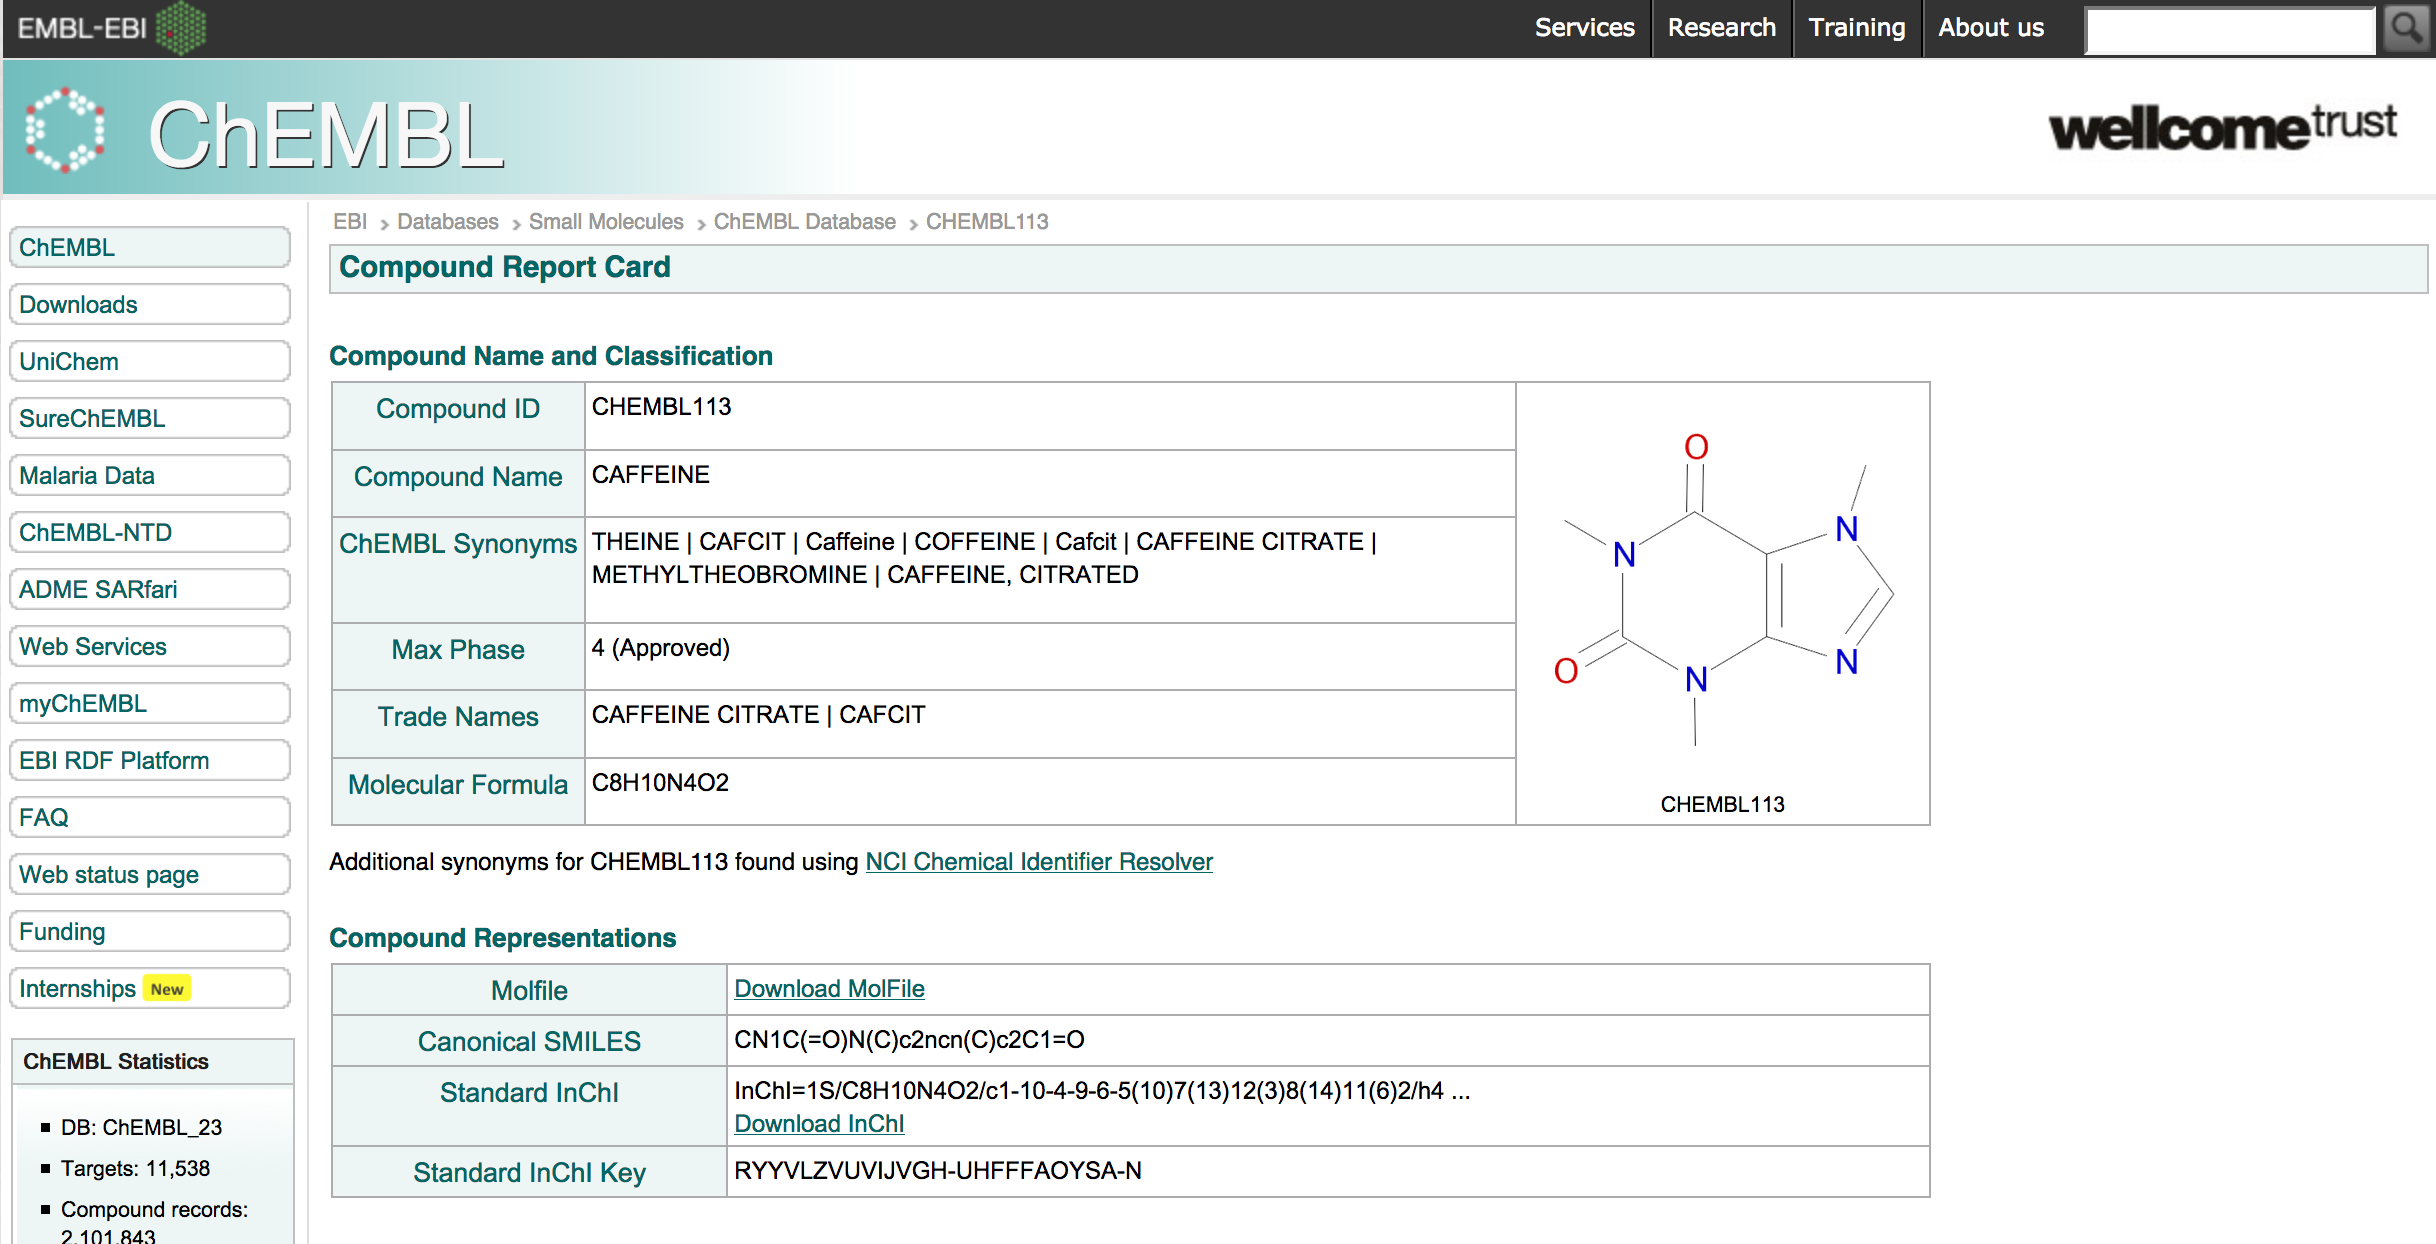 EMBL-EBI
Services
Research
Training
About us
ChEMBL
wellcometrust
EBI > Databases > Small Molecules > ChEMBL Database > CHEMBL113
ChEMBL
Downloads
UniChem
SureChEMBL
Malaria Data
ChEMBL-NTD
ADME SARfari
Web Services
myChEMBL
EBI RDF Platform
FAQ
Web status page
Funding
Internships New
ChEMBL Statistics
DB: ChEMBL_23
Targets: 11,538
Compound records:
2,101,843
Compound Report Card
Compound Name and Classification
Compound ID CHEMBL113
Compound Name CAFFEINE
ChEMBL Synonyms THEINE | CAFCIT | Caffeine | COFFEINE | Cafcit | CAFFEINE CITRATE |
METHYLTHEOBROMINE | CAFFEINE, CITRATED
Max Phase 4 (Approved)
Trade Names CAFFEINE CITRATE | CAFCIT
Molecular Formula C8H10N4O2
O
N
N
O
N
N
CHEMBL113
Additional synonyms for CHEMBL113 found using NCI Chemical Identifier Resolver
Compound Representations
Molfile Download MolFile
Canonical SMILES CN1C(=O)N(C)c2ncn(C)c2C1=O
Standard InChI InChI=1S/C8H10N4O2/c1-10-4-9-6-5(10)7(13)12(3)8(14)11(6)2/h4 ...
Download InChI
Standard InChI Key RYYVLZVUVIJVGH-UHFFFAOYSA-N